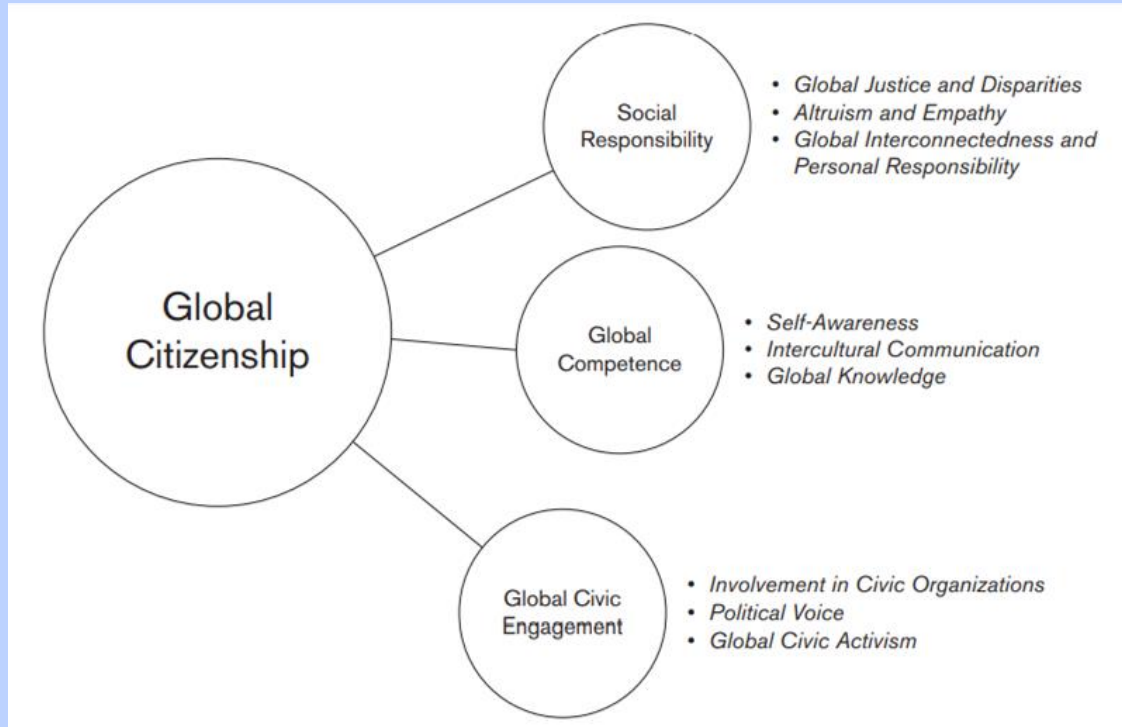 Global
Citizenship
Social
Responsibility
• Global Justice and Disparities
• Altruism and Empathy
• Global Interconnectedness and
Personal Responsibility
Global
Competence
• Self-Awareness
• Intercultural Communication
• Global Knowledge
Global Civic
Engagement
• Involvement in Civic Organizations
• Political Voice
• Global Civic Activism